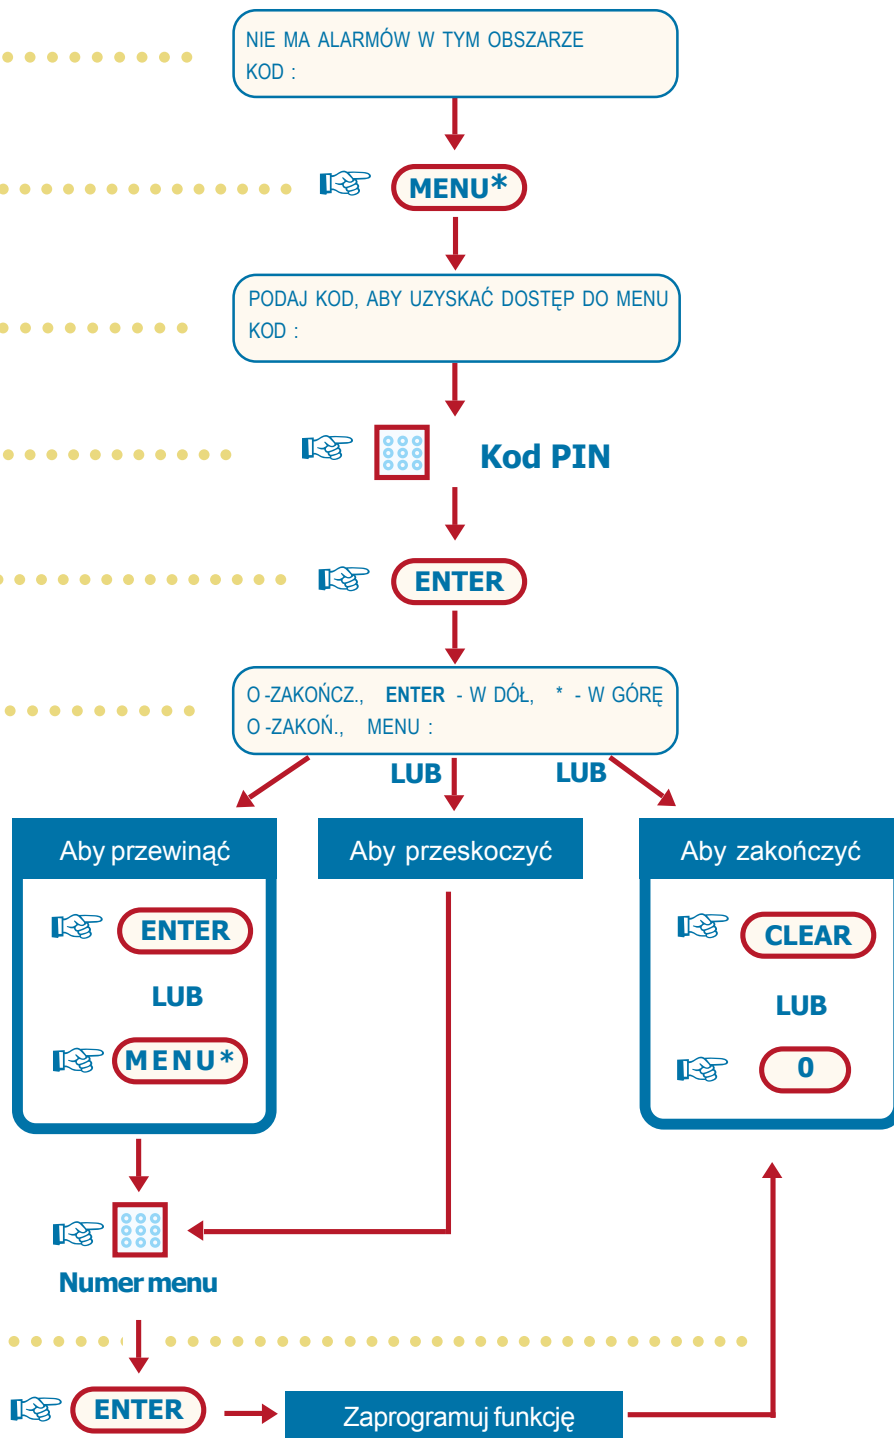 NIE MA ALARMÓW W TYM OBSZARZE
KOD :
MENU*
PODAJ KOD, ABY UZYSKAĆ DOSTĘP DO MENU
KOD :
Kod PIN
ENTER
O -ZAKOŃCZ., ENTER - W DÓŁ, * - W GÓRĘ
O -ZAKOŃ., MENU :
LUB LUB
Aby przewinąć
ENTER
LUB
MENU*
Aby przeskoczyć
Aby zakończyć
CLEAR
LUB
0
Numer menu
ENTER
Zaprogramuj funkcję